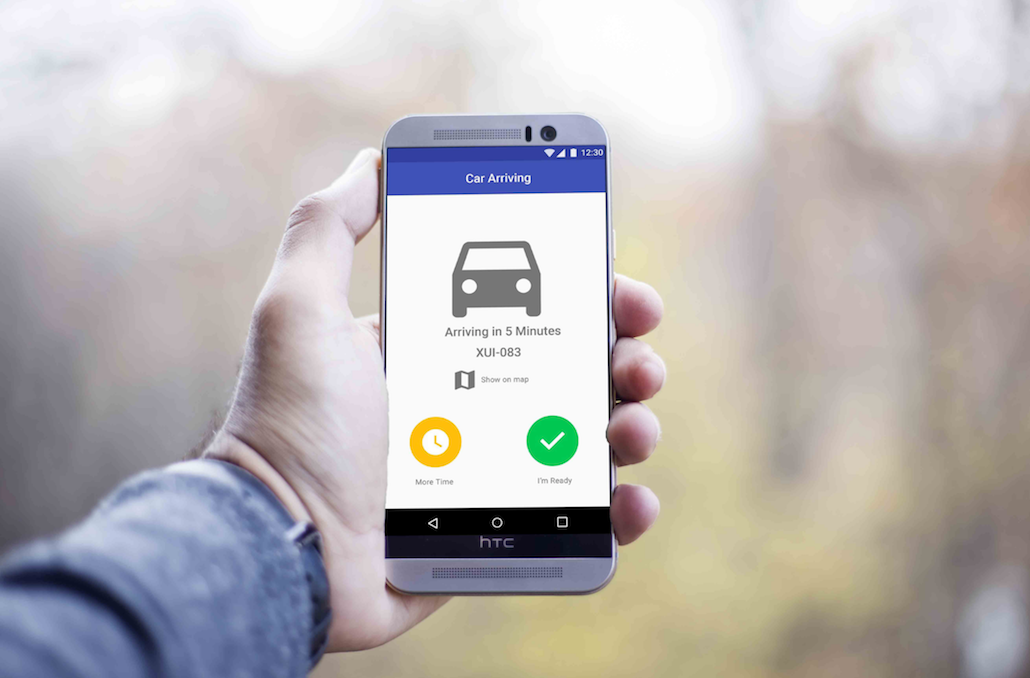 12:30
Car Arriving
Arriving in 5 Minutes
XUI-083
Show on map
More Time
I'm Ready
hTC